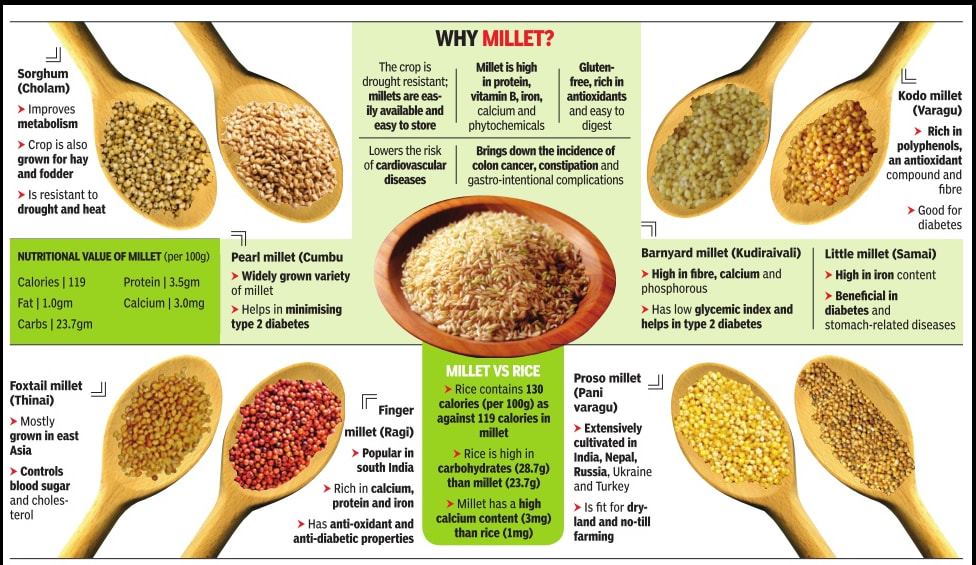 WHY MILLET?
The crop is
drought resistant;
millets are eas-
ily available and
easy to store
Millet is high
in protein,
vitamin B, iron,
calcium and
phytochemicals
Gluten-
free, rich in
antioxidants
and easy to
digest
Lowers the risk
of cardiovascular
diseases
Brings down the incidence of
colon cancer, constipation and
gastro-intentional complications
Sorghum
(Cholam)
➤ Improves
metabolism
➤ Crop is also
grown for hay
and fodder
➤ Is resistant to
drought and heat
Kodo millet
(Varagu)
➤ Rich in
polyphenols,
an antioxidant
compound and
fibre
➤ Good for
diabetes
NUTRITIONAL VALUE OF MILLET (per 100g)
Calories | 119
Fat | 1.0gm
Carbs | 23.7gm
Protein | 3.5gm
Calcium | 3.0mg
Pearl millet (Cumbu
➤ Widely grown variety
of millet
➤ Helps in minimising
type 2 diabetes
Barnyard millet (Kudiraivali)
➤ High in fibre, calcium and
phosphorous
➤ Has low glycemic index and
helps in type 2 diabetes
Little millet (Samai)
➤ High in iron content
➤ Beneficial in
diabetes and
stomach-related diseases
Foxtail millet
(Thinai)
➤ Mostly
grown in east
Asia
➤ Controls
blood sugar
and choles-
terol
Finger
millet (Ragi)
➤ Popular in
south India
➤ Rich in calcium,
protein and iron
➤ Has anti-oxidant and
anti-diabetic properties
MILLET VS RICE
➤ Rice contains 130
calories (per 100g) as
against 119 calories in
millet
➤ Rice is high in
carbohydrates (28.7g)
than millet (23.7g)
➤ Millet has a high
calcium content (3mg)
than rice (1mg)
Proso millet
(Pani
varagu)
➤ Extensively
cultivated in
India, Nepal,
Russia, Ukraine
and Turkey
➤ Is fit for dry-
land and no-till
farming